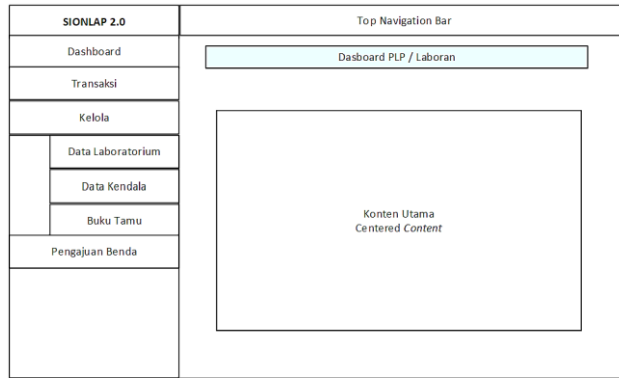 SIONLAP 2.0
Top Navigation Bar
Dashboard
Dasboard PLP / Laboran
Transaksi
Kelola
Data Laboratorium
Data Kendala
Buku Tamu
Pengajuan Benda
Konten Utama
Centered Content